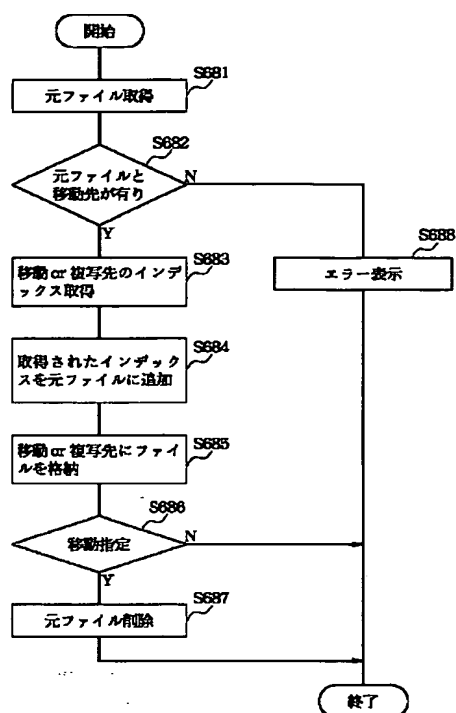 開始
S681
元ファイル取得
S682
元ファイルと
移動先が有り
N
Y
S683
移動or複写先のインデ
ックス取得
S688
エラー表示
S684
取得されたインデック
スを元ファイルに追加
S685
移動or複写先にファイ
ルを格納
S686
移動指定
N
Y
S687
元ファイル削除
終了